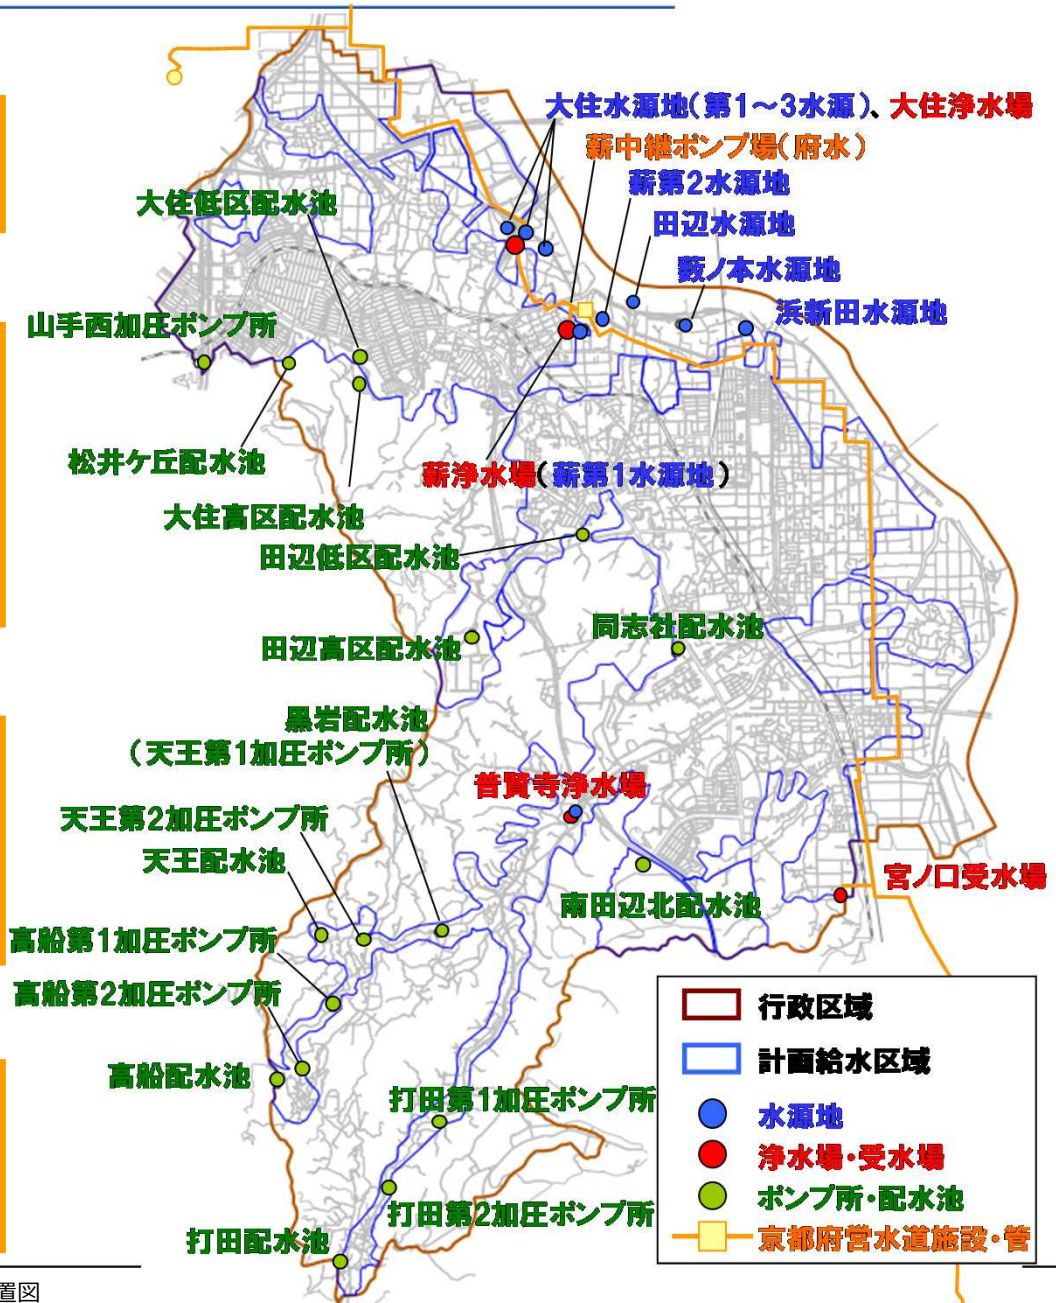 大住水源地(第1～3水源)、大住浄水場
薪中継ポンプ場(府水)
薪第2水源地
大住低区配水池
田辺水源地
薮ノ本水源地
浜新田水源地
山手西加圧ポンプ所
松井ケ丘配水池
薪浄水場(薪第1水源地)
大住高区配水池
田辺低区配水池
同志社配水池
田辺高区配水池
黒岩配水池
(天王第1加圧ポンプ所)
普賢寺浄水場
天王第2加圧ポンプ所
天王配水池
宮ノ口受水場
南田辺北配水池
高船第1加圧ポンプ所
高船第2加圧ポンプ所
高船配水池
打田第1加圧ポンプ所
打田第2加圧ポンプ所
打田配水池
行政区域
計画給水区域
水源地
浄水場・受水場
ポンプ所・配水池
京都府営水道施設・管
置図